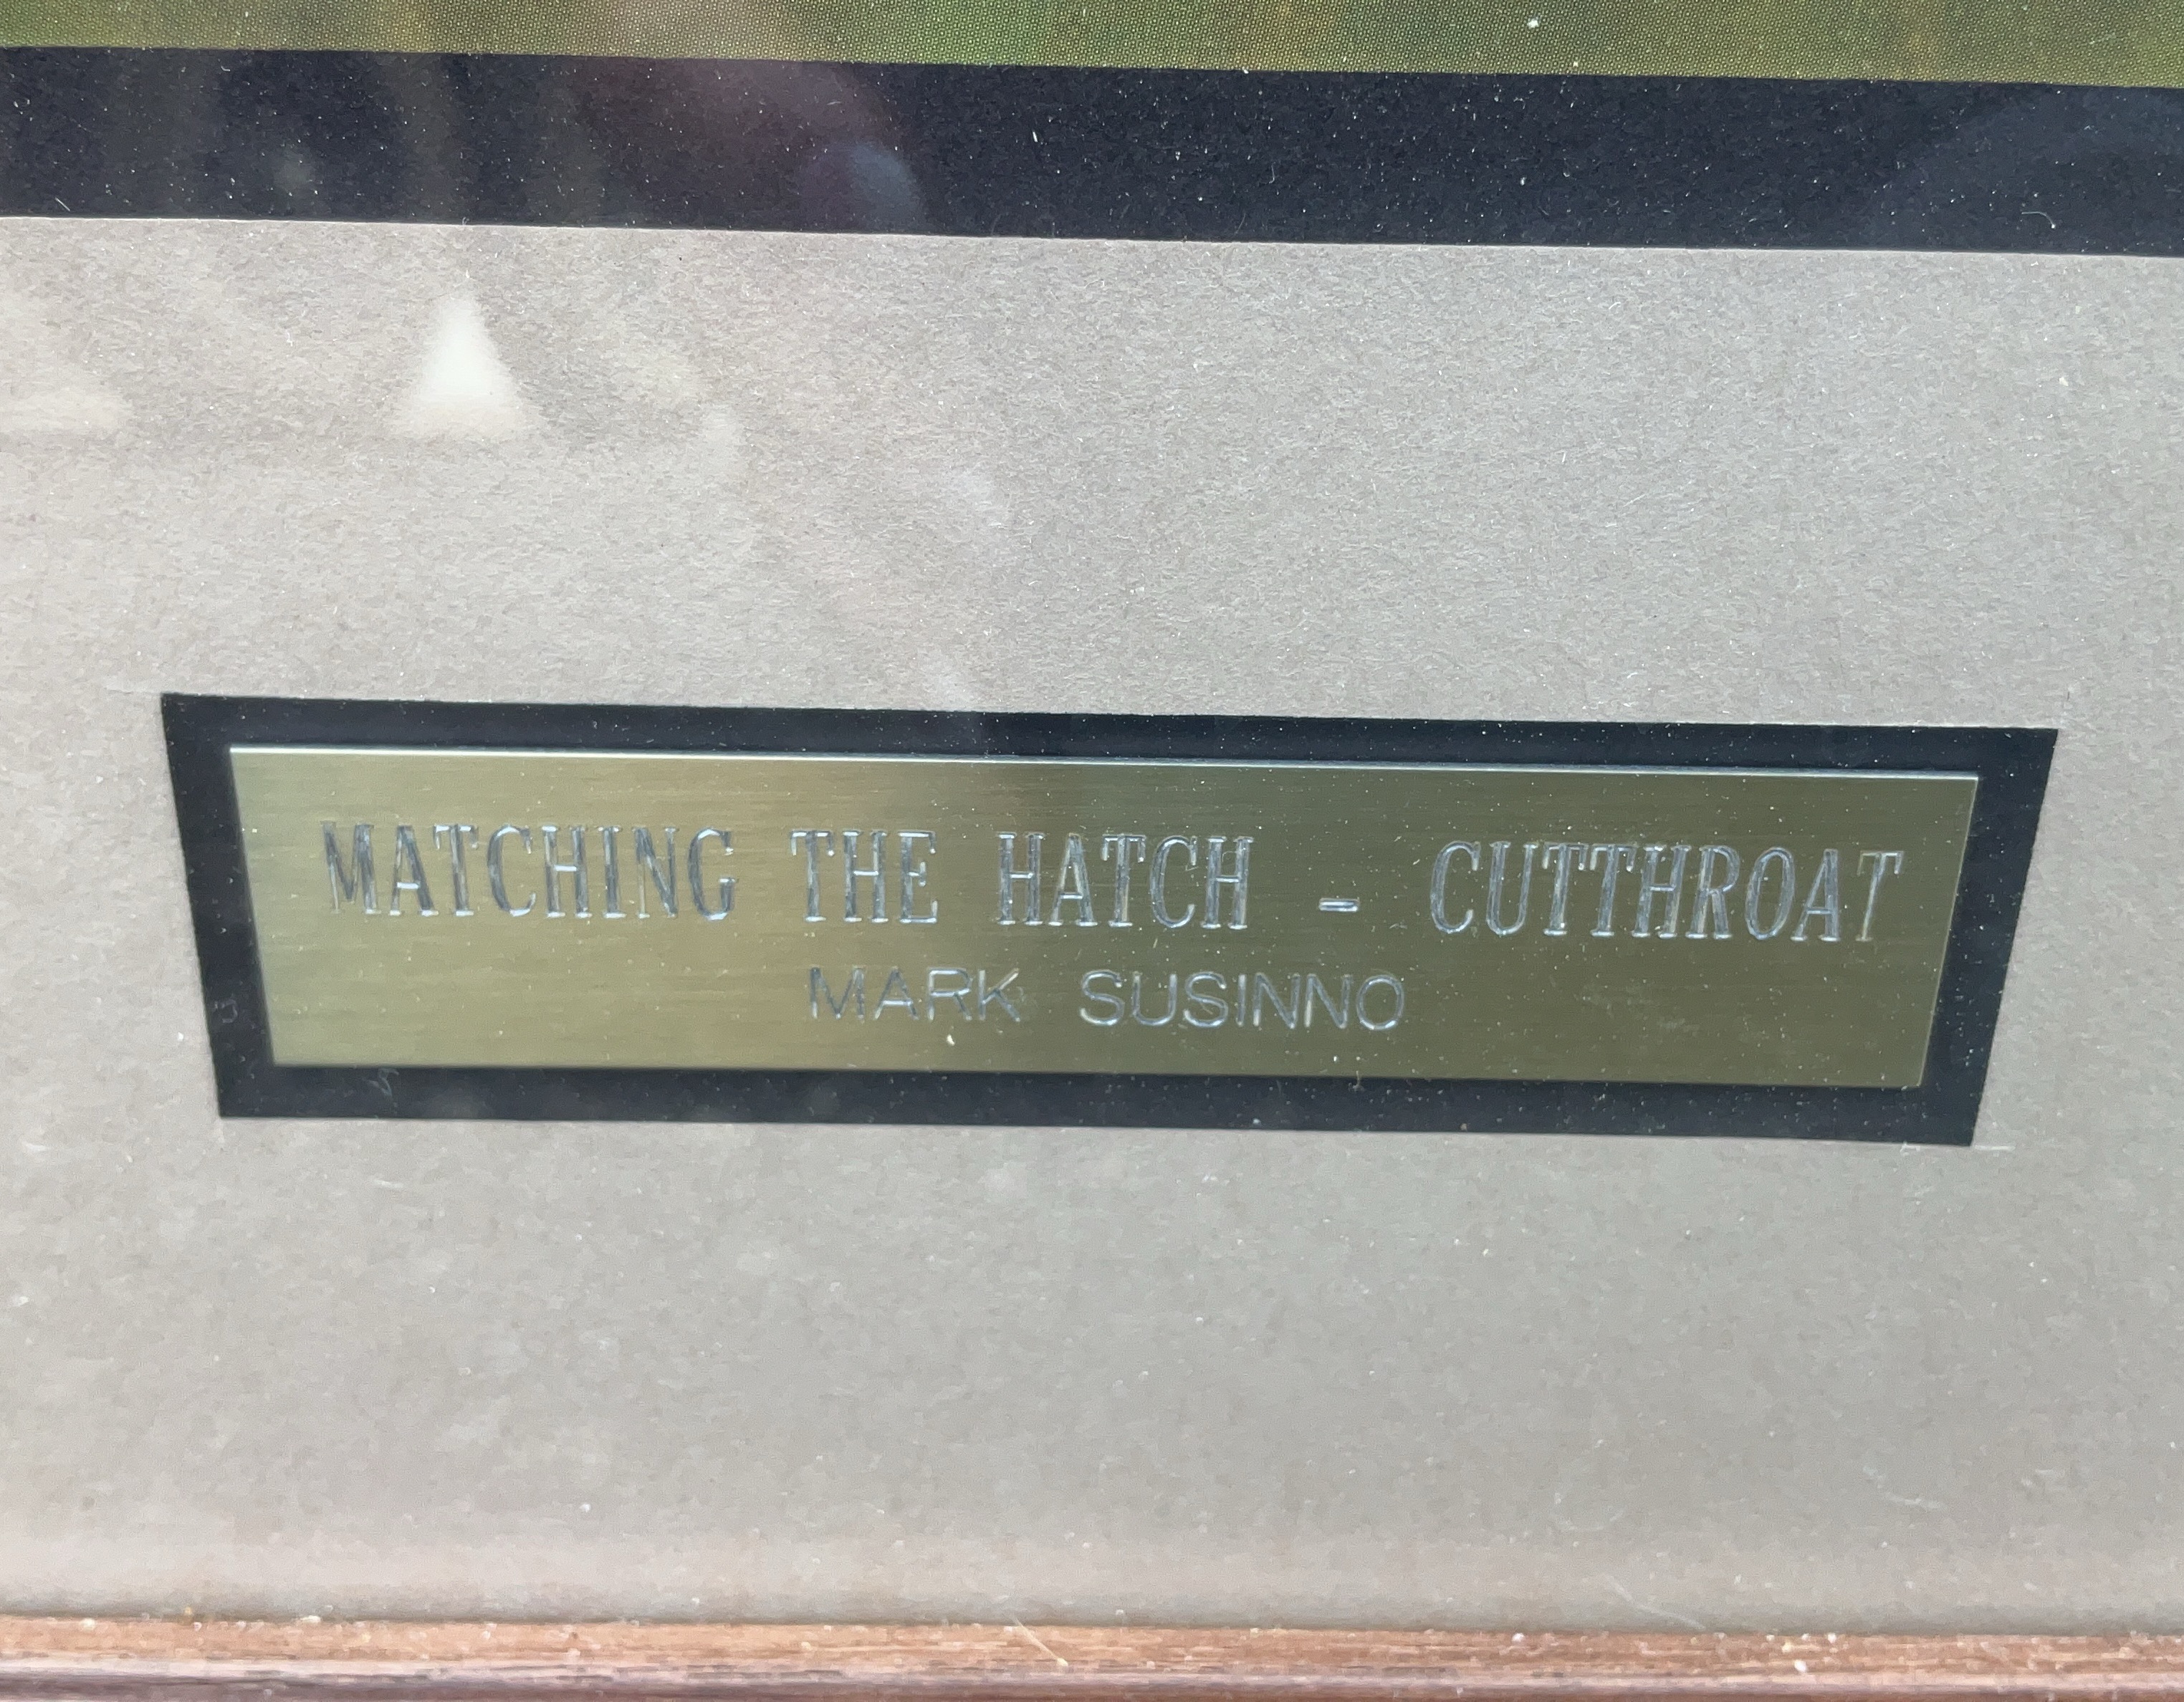 MATCHING THE HATCH - CUTTHROAT
MARK SUSINNO